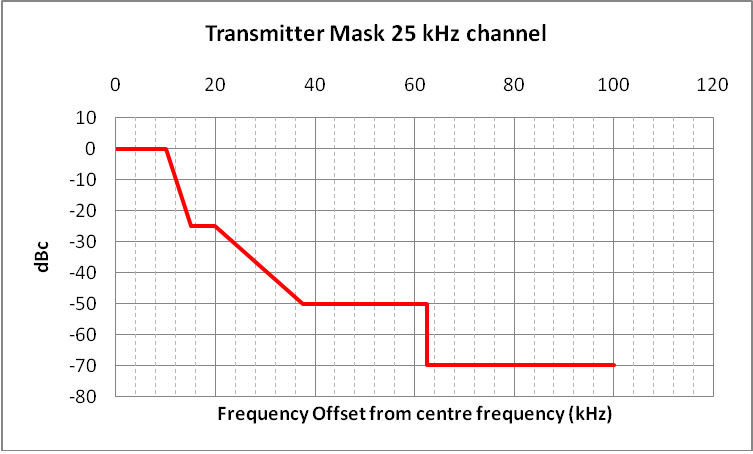 Transmitter Mask 25 kHz channel
0 20 40 60 80 100 120
10
0
-10
-20
-30
-40
-50
-60
-70
-80
dBc
Frequency Offset from centre frequency (kHz)